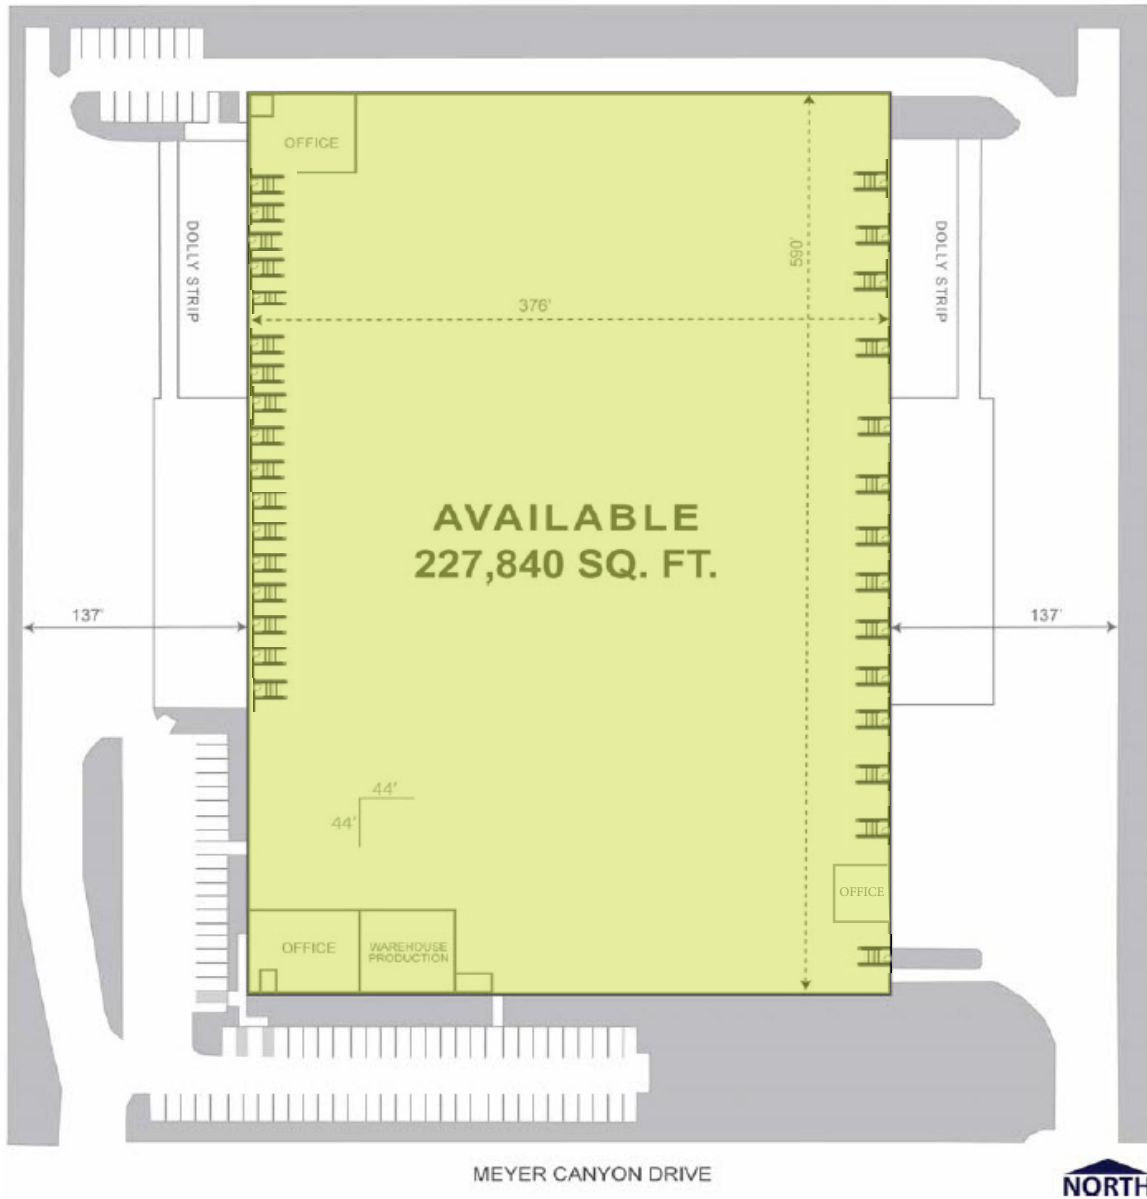 OFFICE
DOLLY STRIP
DOLLY STRIP
590'
376'
AVAILABLE
227,840 SQ. FT.
137'
137'
44'
44'
OFFICE
OFFICE
WAREHOUSE
PRODUCTION
MEYER CANYON DRIVE
NORTH